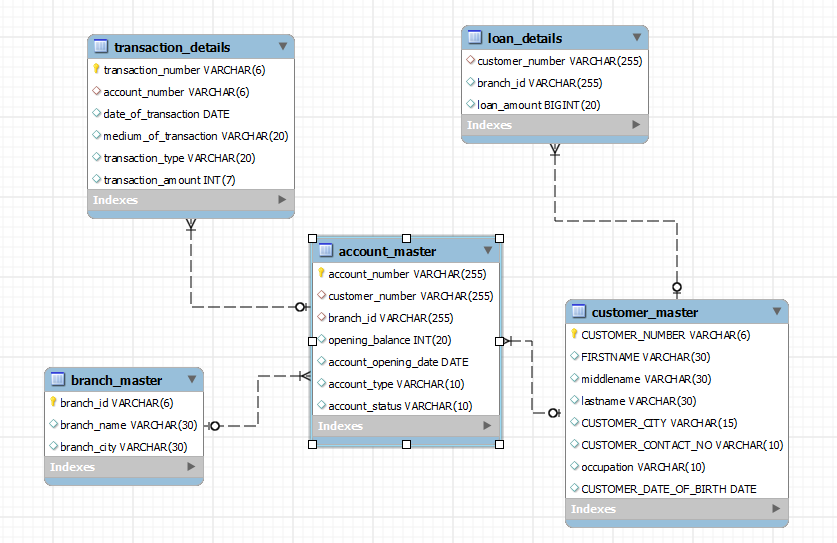 transaction_details
transaction_number VARCHAR(6)
account_number VARCHAR(6)
date_of_transaction DATE
medium_of_transaction VARCHAR(20)
transaction_type VARCHAR(20)
transaction_amount INT(7)
Indexes
loan_details
customer_number VARCHAR(255)
branch_id VARCHAR(255)
loan_amount BIGINT(20)
Indexes
account_master
account_number VARCHAR(255)
customer_number VARCHAR(255)
branch_id VARCHAR(255)
opening_balance INT(20)
account_opening_date DATE
account_type VARCHAR(10)
account_status VARCHAR(10)
Indexes
customer_master
CUSTOMER_NUMBER VARCHAR(6)
FIRSTNAME VARCHAR(30)
middlename VARCHAR(30)
lastname VARCHAR(30)
CUSTOMER_CITY VARCHAR(15)
CUSTOMER_CONTACT_NO VARCHAR(10)
occupation VARCHAR(10)
CUSTOMER_DATE_OF_BIRTH DATE
Indexes
branch_master
branch_id VARCHAR(6)
branch_name VARCHAR(30)
branch_city VARCHAR(30)
Indexes